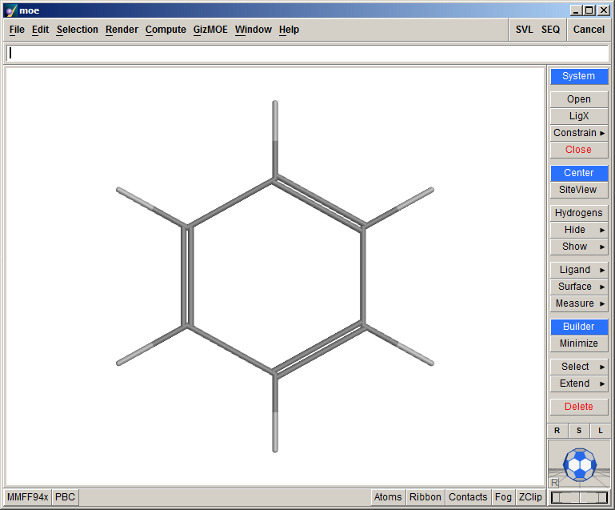 moe
File Edit Selection Render Compute GizMOE Window Help SVL SEQ Cancel
System
Open
LigX
Constrain
Close
Center
SiteView
Hydrogens
Hide
Show
Ligand
Surface
Measure
Builder
Minimize
Select
Extend
Delete
R S L
R
MMFF94x PBC Atoms Ribbon Contacts Fog ZClip